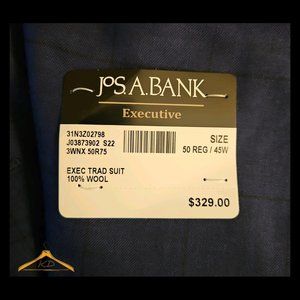 JoS.A.BANK
Executive
31N3Z02798
J03873902 S22
3WNX 50R75
SIZE
50 REG / 45W
EXEC TRAD SUIT
100% WOOL
$329.00
KD